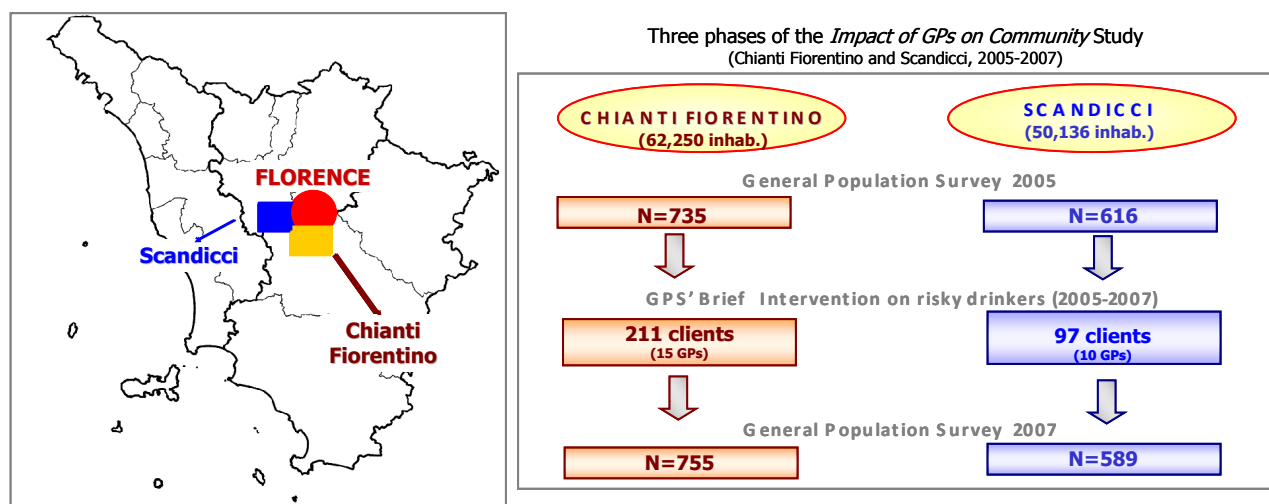 FLORENCE
Scandicci
Chianti
Fiorentino
Three phases of the Impact of GPs on Community Study
(Chianti Fiorentino and Scandicci, 2005-2007)
CHIANTI FIORENTINO
(62,250 inhab.)
SCANDICCI
(50,136 inhab.)
General Population Survey 2005
N=735
N=616
GPS’ Brief Intervention on risky drinkers (2005-2007)
211 clients
(15 GPs)
97 clients
(10 GPs)
General Population Survey 2007
N=755
N=589